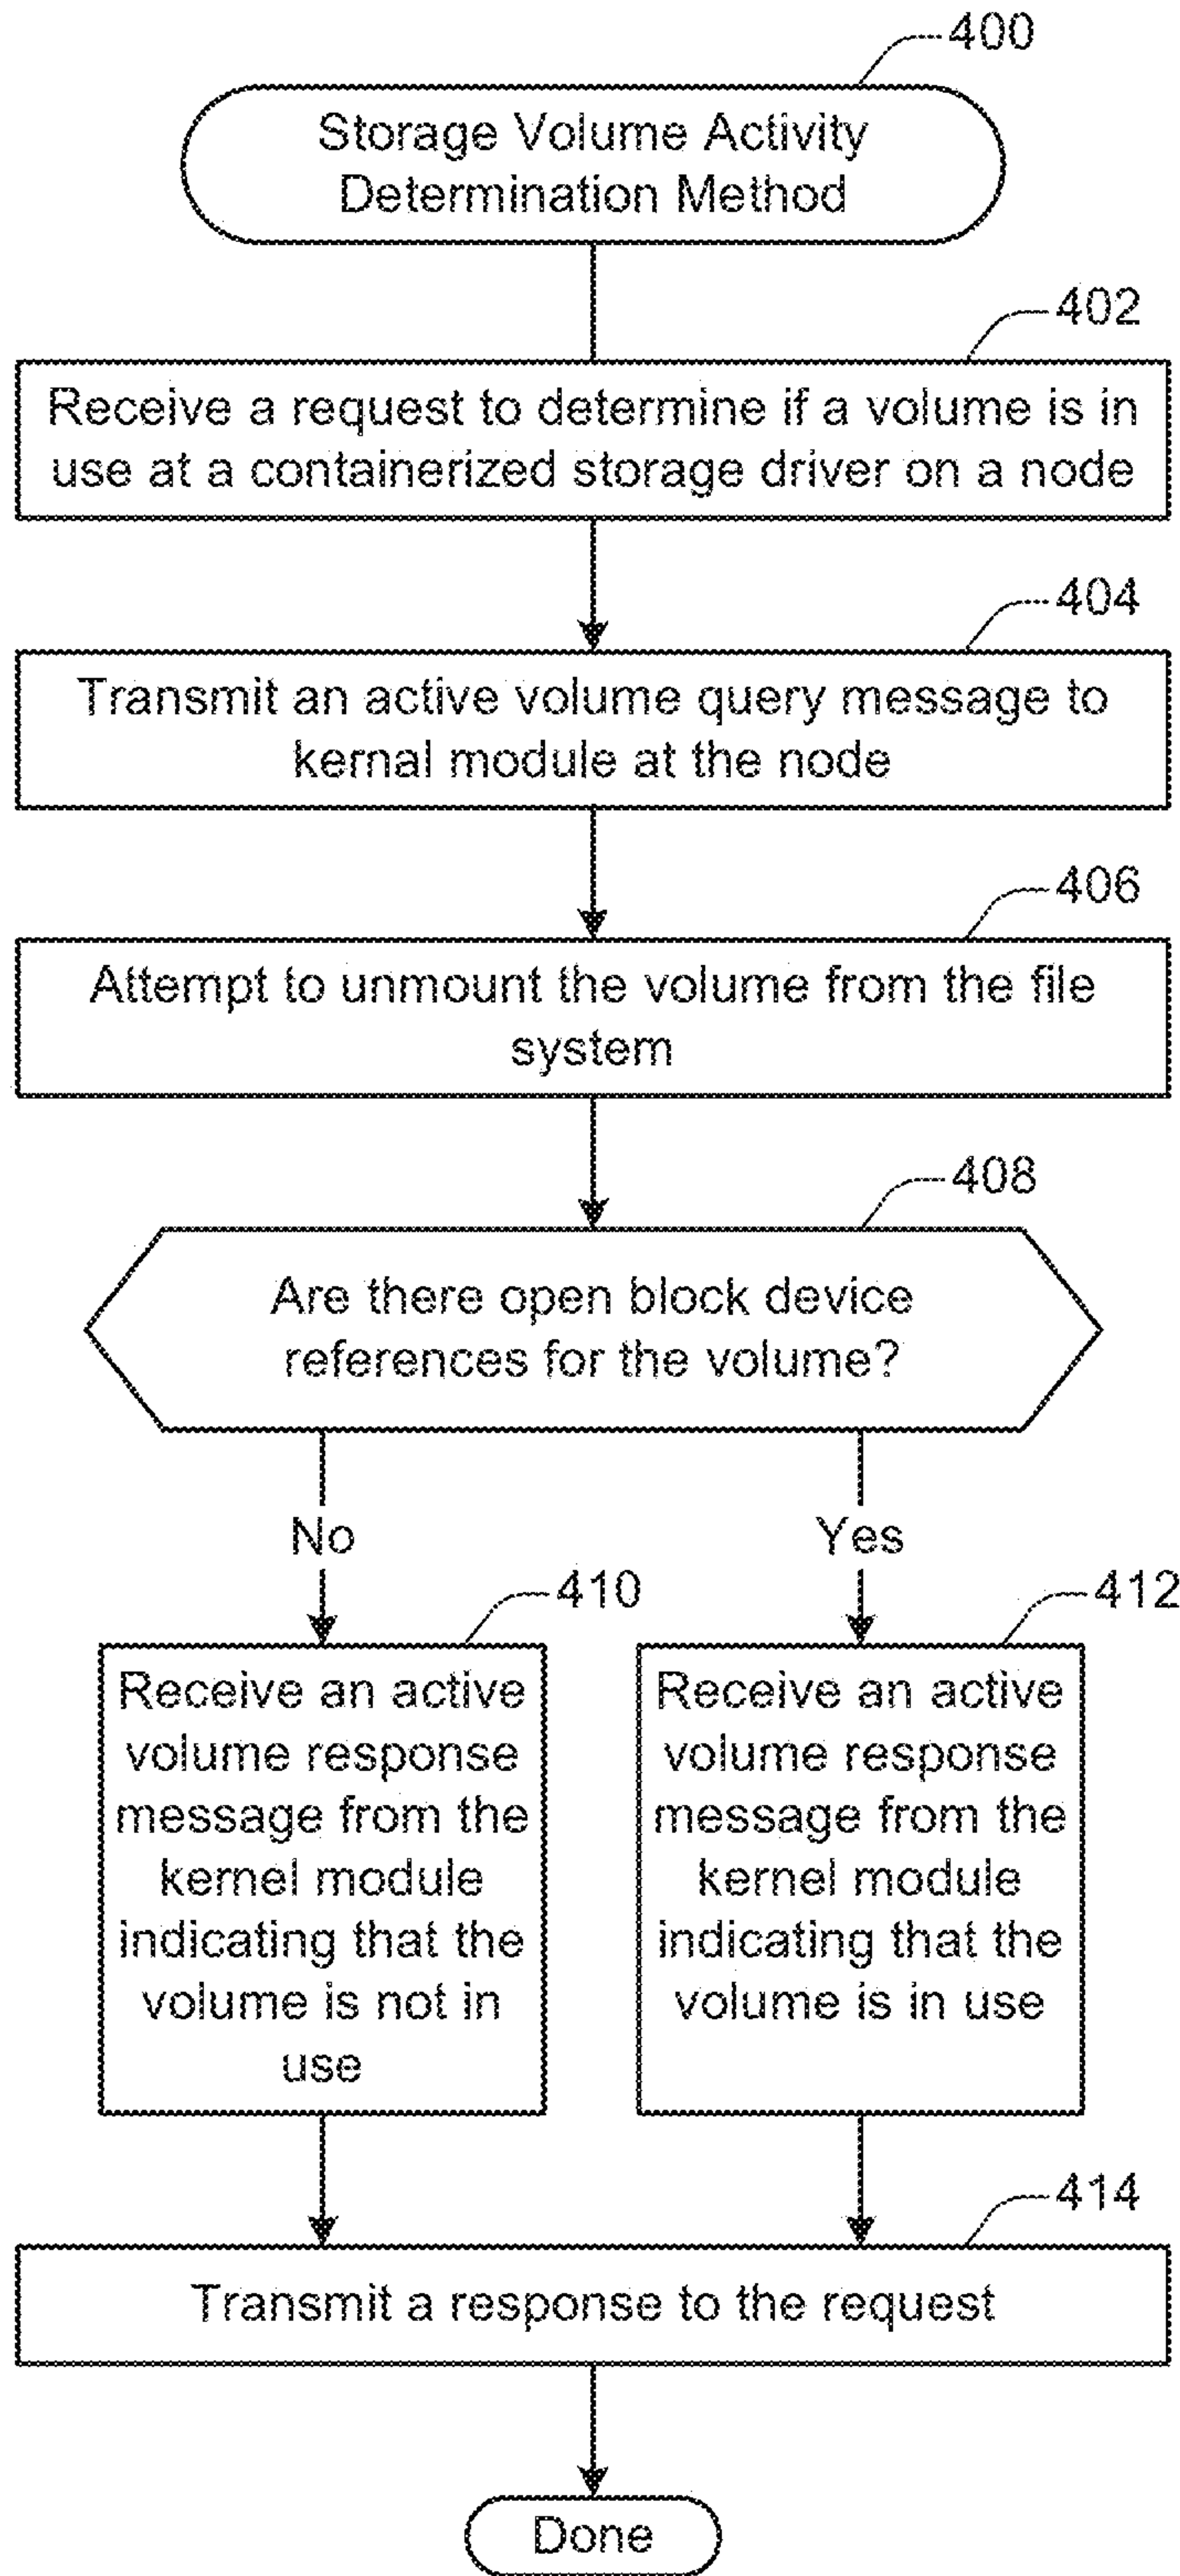 400
Storage Volume Activity
Determination Method
402
Receive a request to determine if a volume is in
use at a containerized storage driver on a node
404
Transmit an active volume query message to
kernal module at the node
406
Attempt to unmount the volume from the file
system
408
Are there open block device
references for the volume?
No
Yes
410
Receive an active
volume response
message from the
kernel module
indicating that the
volume is not in
use
412
Receive an active
volume response
message from the
kernel module
indicating that the
volume is in use
414
Transmit a response to the request
Done